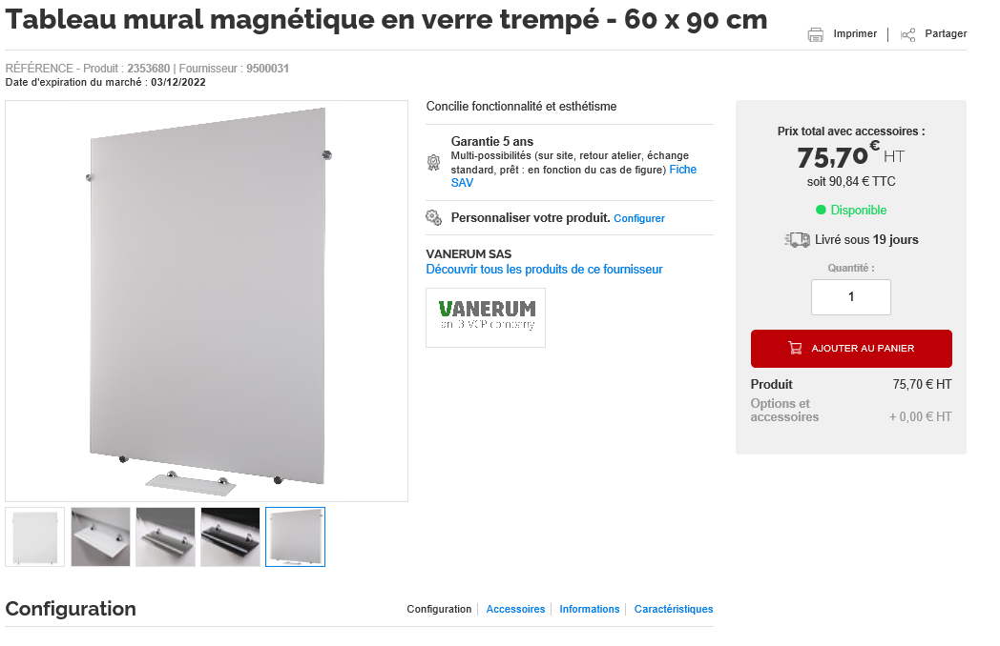 Tableau mural magnétique en verre trempé - 60 x 90 cm
Imprimer
Partager
RÉFÉRENCE - Produit : 2353680 | Fournisseur : 9500031
Date d'expiration du marché : 03/12/2022
Concilie fonctionnalité et esthétisme
Garantie 5 ans
Multi-possibilités (sur site, retour atelier, échange
standard, prêt : en fonction du cas de figure) Fiche
SAV
Personnaliser votre produit. Configurer
VANERUM SAS
Découvrir tous les produits de ce fournisseur
VANERUM
an i3 VCP company
Prix total avec accessoires :
75,70€ HT
soit 90,84 € TTC
Disponible
Livré sous 19 jours
Quantité :
1
AJOUTER AU PANIER
Produit 75,70 € HT
Options et
accessoires + 0,00 € HT
Configuration
Configuration | Accessoires | Informations | Caractéristiques